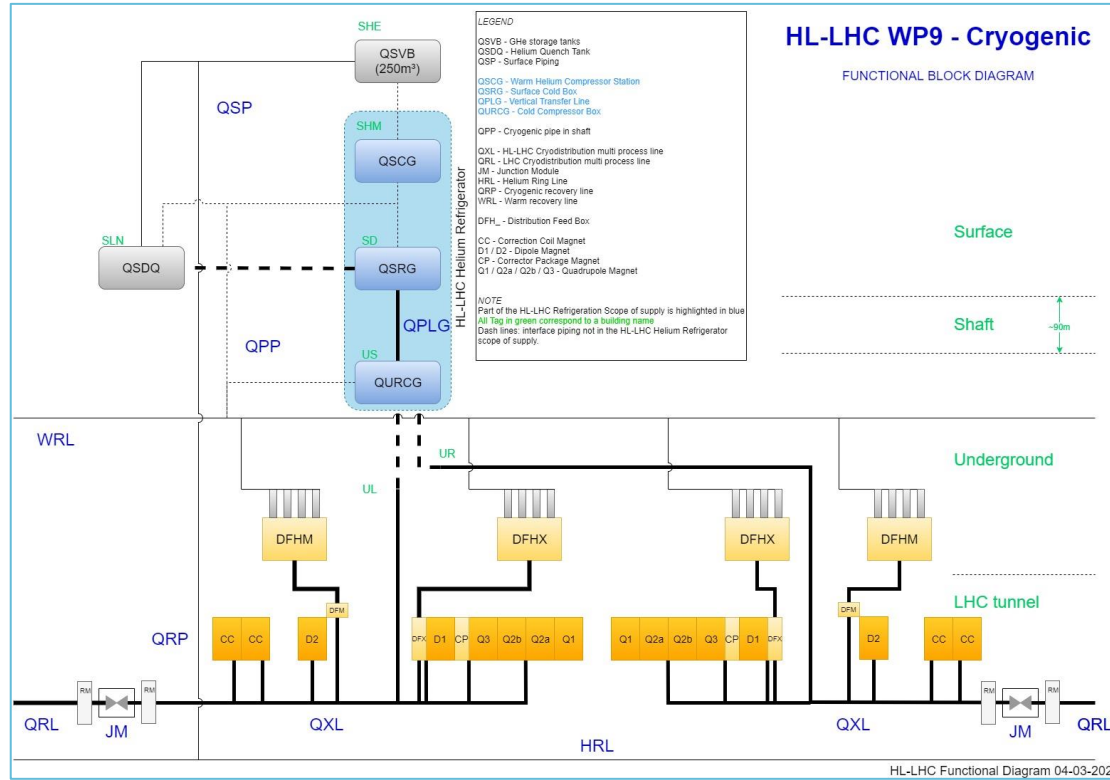 HL-LHC WP9 - Cryogenic
FUNCTIONAL BLOCK DIAGRAM
LEGEND
QSVB - GHe storage tanks
QSDQ - Helium Quench Tank
QSP - Surface Piping
QSCG - Warm Helium Compressor Station
QSRG - Surface Cold Box
QPLG - Vertical Transfer Line
QURCG - Cold Compressor Box
QPP - Cryogenic pipe in shaft
QXL - HL-LHC Cryodistribution multi process line
QRL - LHC Cryodistribution multi process line
JM - Junction Module
HRL - Helium Ring Line
QRP - Cryogenic recovery line
WRL - Warm recovery line
DFH_ - Distribution Feed Box
CC - Correction Coil Magnet
D1 / D2 - Dipole Magnet
CP - Corrector Package Magnet
Q1 / Q2a / Q2b / Q3 - Quadrupole Magnet
NOTE
Part of the HL-LHC Refrigeration Scope of supply is highlighted in blue
All Tag in green correspond to a building name
Dash lines: interface piping not in the HL-LHC Helium Refrigerator
scope of supply.
SHE
QSVB
(250m³)
QSP
SHM
QSCG
HL-LHC Helium Refrigerator
SLN
QSDQ
SD
QSRG
QPLG
QPP
US
QURCG
Surface
Shaft
~90m
WRL
UR
UL
Underground
DFHM
DFHX
DFHX
DFHM
LHC tunnel
DFM
DFM
QRP
CC
CC
D2
DFX
D1
CP
Q3
Q2b
Q2a
Q1
Q1
Q2a
Q2b
Q3
CP
D1
DFX
D2
CC
CC
RM
RM
RM
RM
QRL
JM
QXL
HRL
QXL
JM
QRL
HL-LHC Functional Diagram 04-03-202